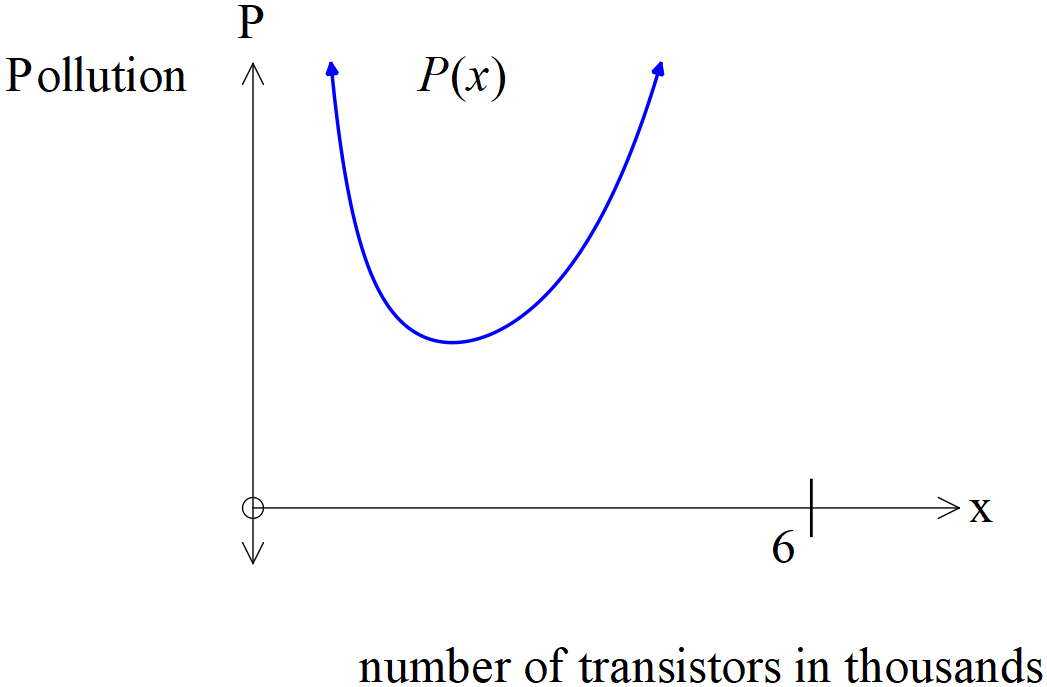 P
Pollution
P(x)
x
6
number of transistors in thousands